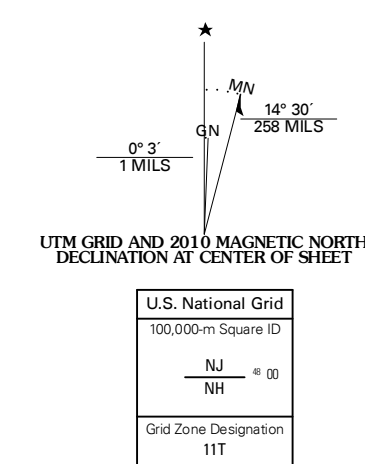 MN
14° 30´
258 MILS
GN
0° 3´
1 MILS
UTM GRID AND 2010 MAGNETIC NORTH
DECLINATION AT CENTER OF SHEET
U.S. National Grid
100,000-m Square ID
NJ
48 00
NH
Grid Zone Designation
11T